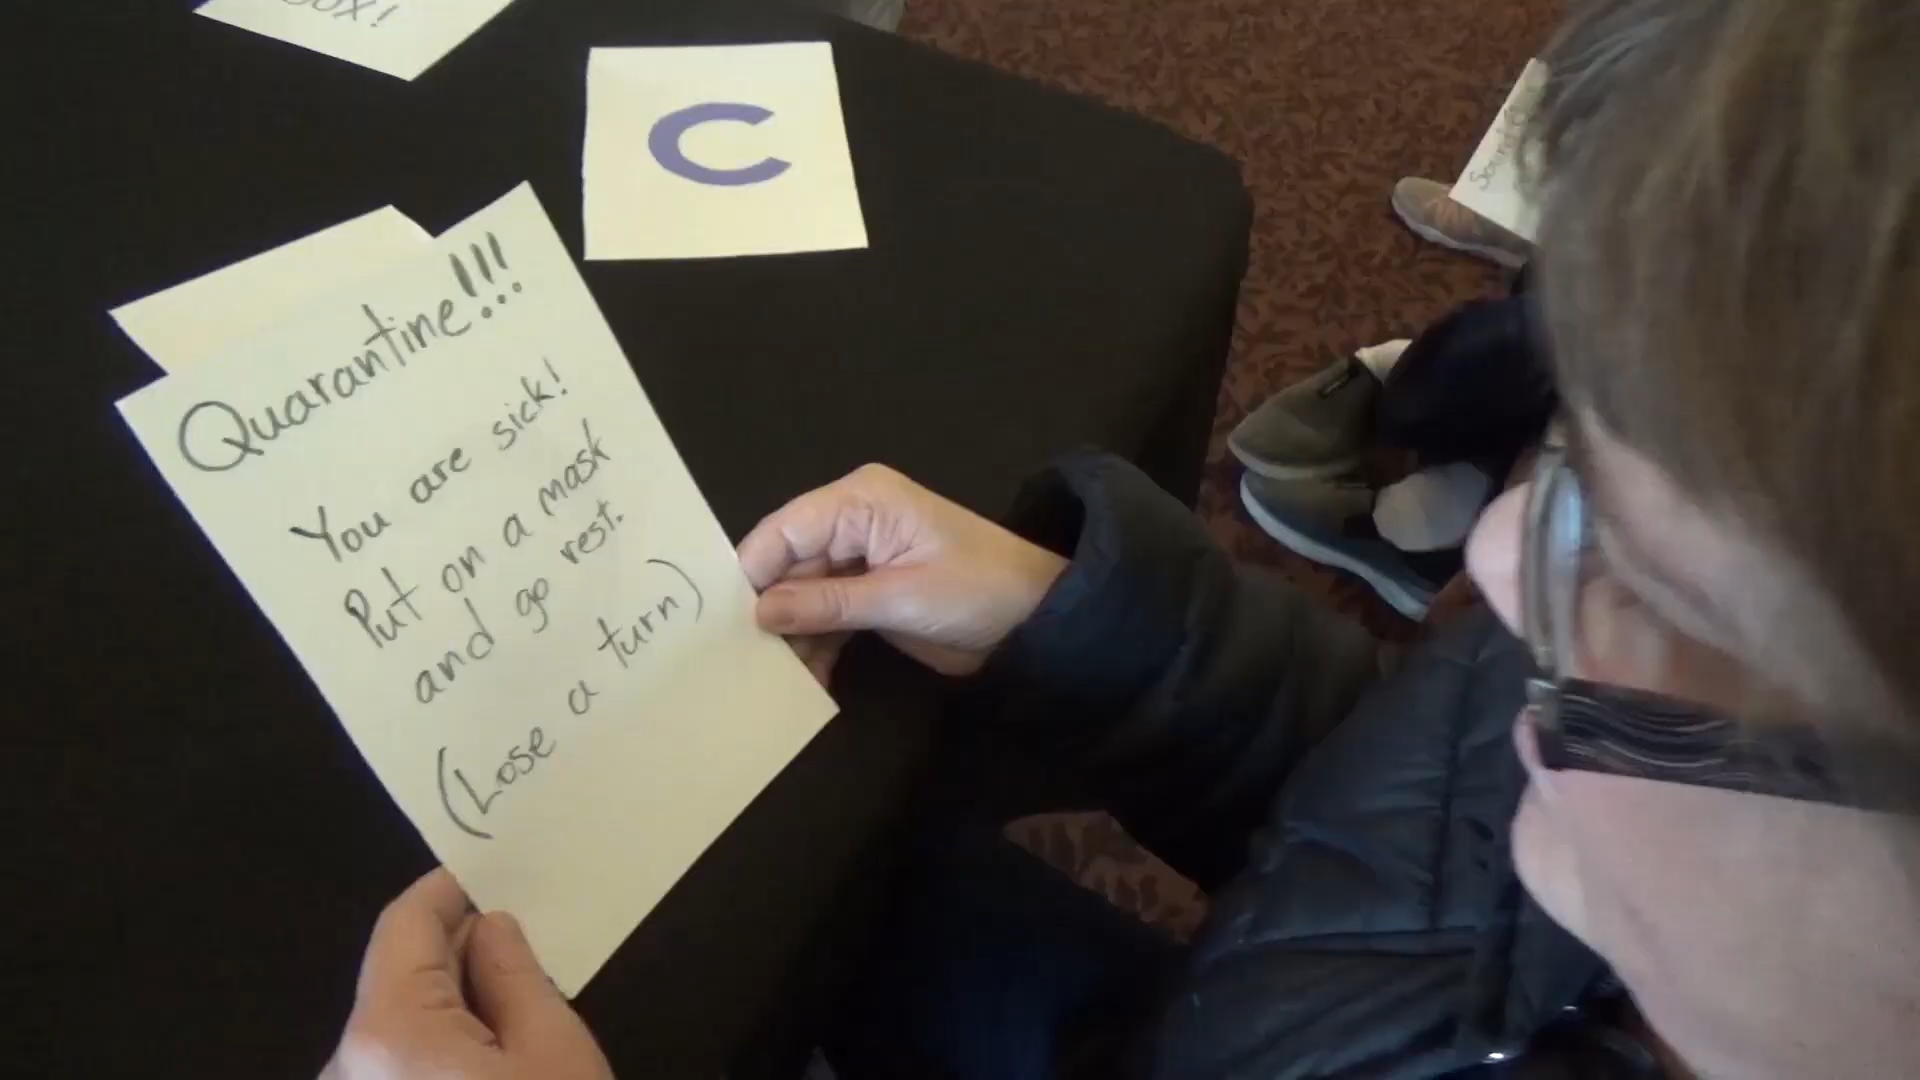 C
Quarantine!!!
You are sick!
Put on a mask
and go rest.
(Lose a turn)